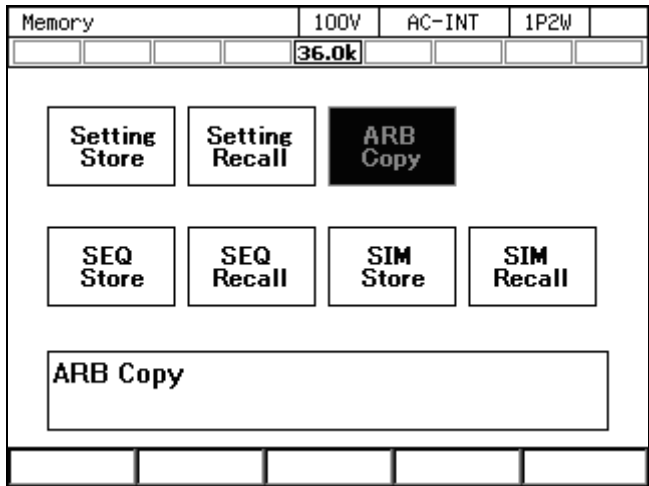 Memory 100V AC-INT 1P2W
36.0k
Setting Setting ARB
Store Recall Copy
SEQ SEQ SIM SIM
Store Recall Store Recall
ARB Copy